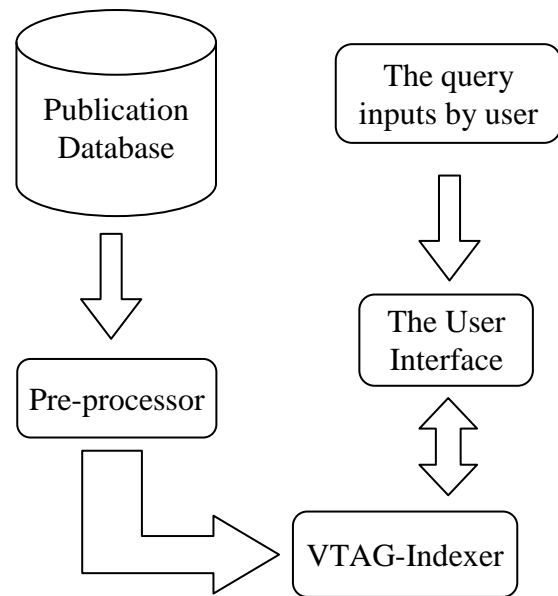 Publication
Database
The query
inputs by user
The User
Interface
Pre-processor
VTAG-Indexer